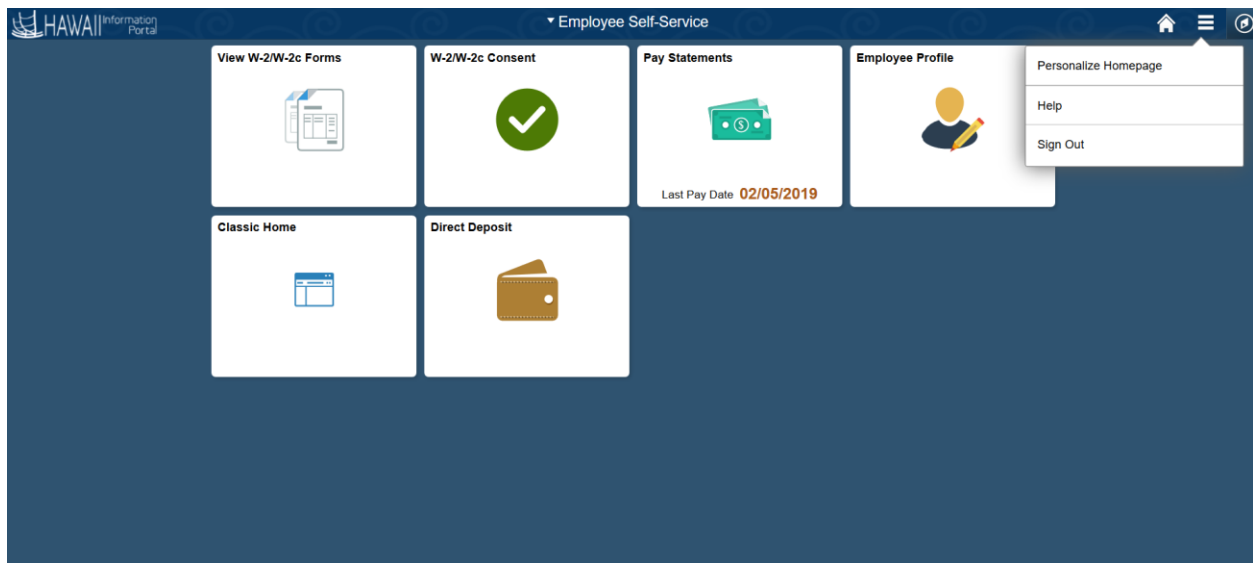 HAWAII Information
Portal
Employee Self-Service
View W-2/W-2c Forms
W-2/W-2c Consent
Pay Statements
Employee Profile
Personalize Homepage
Help
Sign Out
$
Last Pay Date 02/05/2019
Classic Home
Direct Deposit